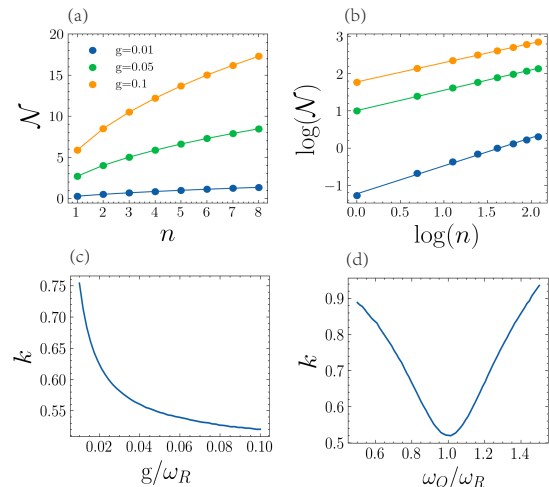 (a)
20
15
10
5
0
𝒩
g=0.01
g=0.05
g=0.1
1 2 3 4 5 6 7 8
n
(b)
3
2
1
0
−1
log(𝒩)
0.0 0.5 1.0 1.5 2.0
log(n)
(c)
0.75
0.70
0.65
0.60
0.55
k
0.02 0.04 0.06 0.08 0.10
g/ω_R
(d)
0.9
0.8
0.7
0.6
0.5
k
0.6 0.8 1.0 1.2 1.4
ω_Q/ω_R